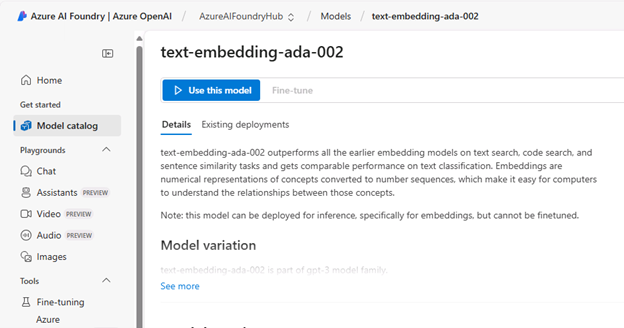 Azure AI Foundry | Azure OpenAI / AzureAIFoundryHub / Models / text-embedding-ada-002
Home
Get started
Model catalog
Playgrounds
Chat
Assistants PREVIEW
Video PREVIEW
Audio PREVIEW
Images
Tools
Fine-tuning
Azure
text-embedding-ada-002
Use this model Fine-tune
Details Existing deployments
text-embedding-ada-002 outperforms all the earlier embedding models on text search, code search, and
sentence similarity tasks and gets comparable performance on text classification. Embeddings are
numerical representations of concepts converted to number sequences, which make it easy for computers
to understand the relationships between those concepts.
Note: this model can be deployed for inference, specifically for embeddings, but cannot be finetuned.
Model variation
text-embedding-ada-002 is part of gpt-3 model family.
See more